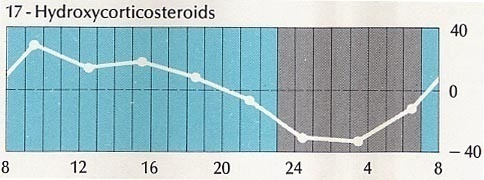 17 - Hydroxycorticosteroids
40
0
– 40
8 12 16 20 24 4 8